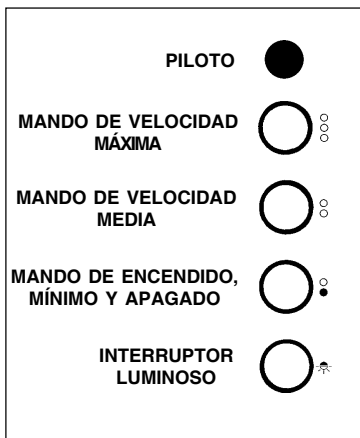 PILOTO
MANDO DE VELOCIDAD
MÁXIMA
MANDO DE VELOCIDAD
MEDIA
MANDO DE ENCENDIDO,
MÍNIMO Y APAGADO
INTERRUPTOR
LUMINOSO